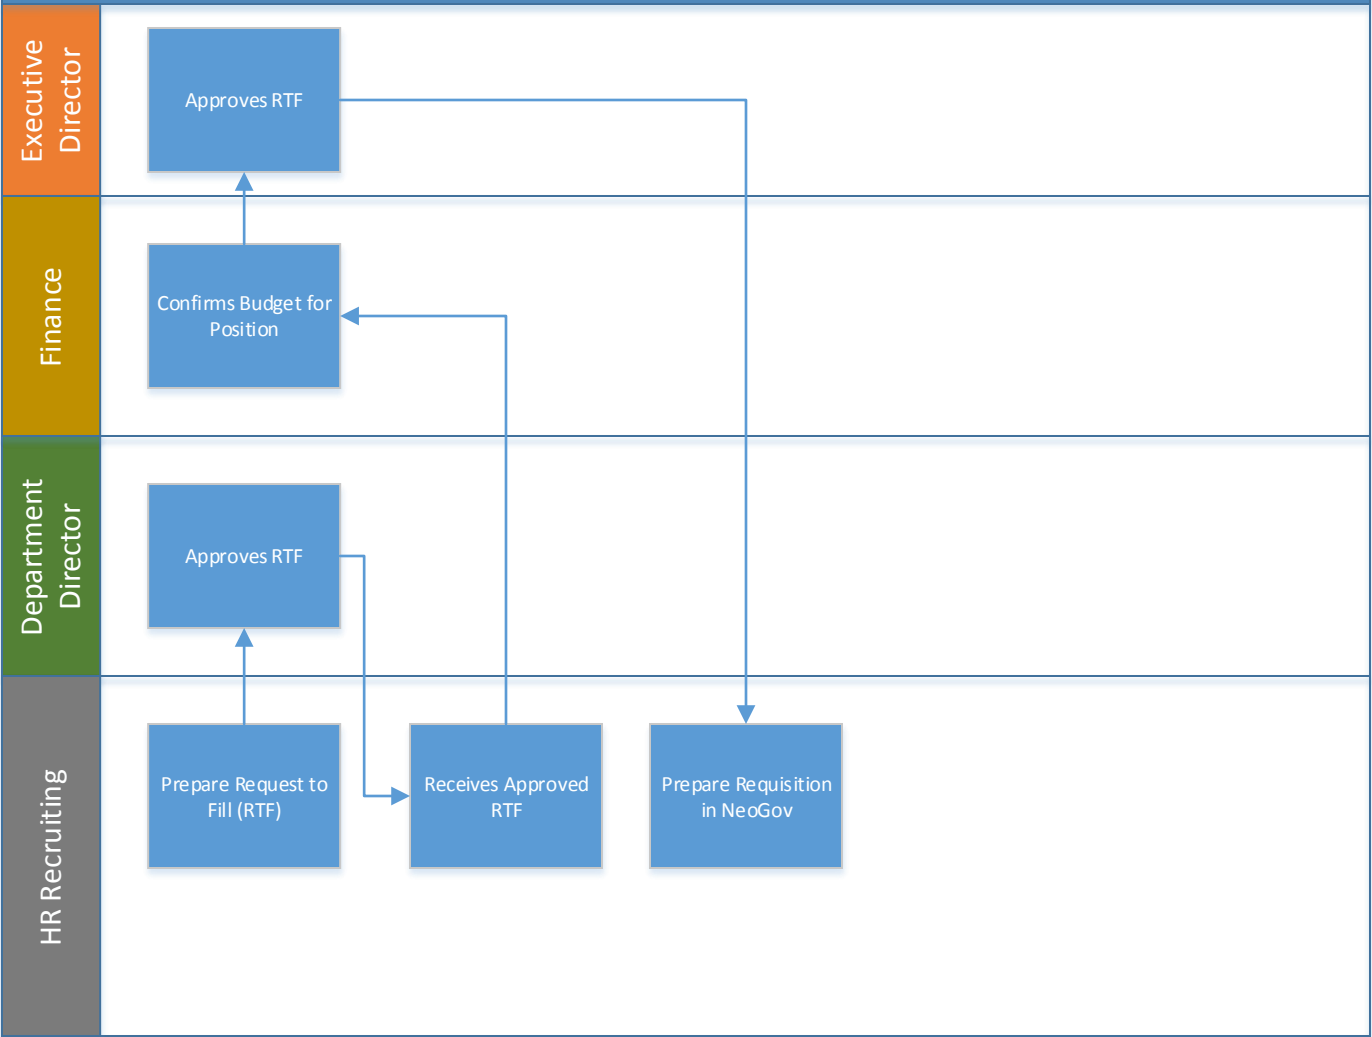 Executive
Director
Approves RTF
Finance
Confirms Budget for
Position
Department
Director
Approves RTF
HR Recruiting
Prepare Request to
Fill (RTF)
Receives Approved
RTF
Prepare Requisition
in NeoGov